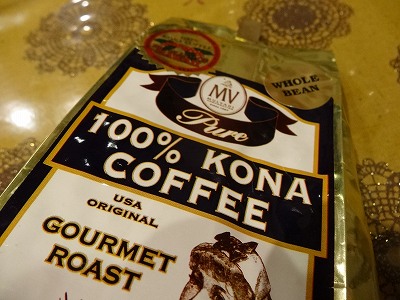 WHOLE
BEAN
MV
Pure
100% KONA
COFFEE
USA
ORIGINAL
GOURMET
ROAST